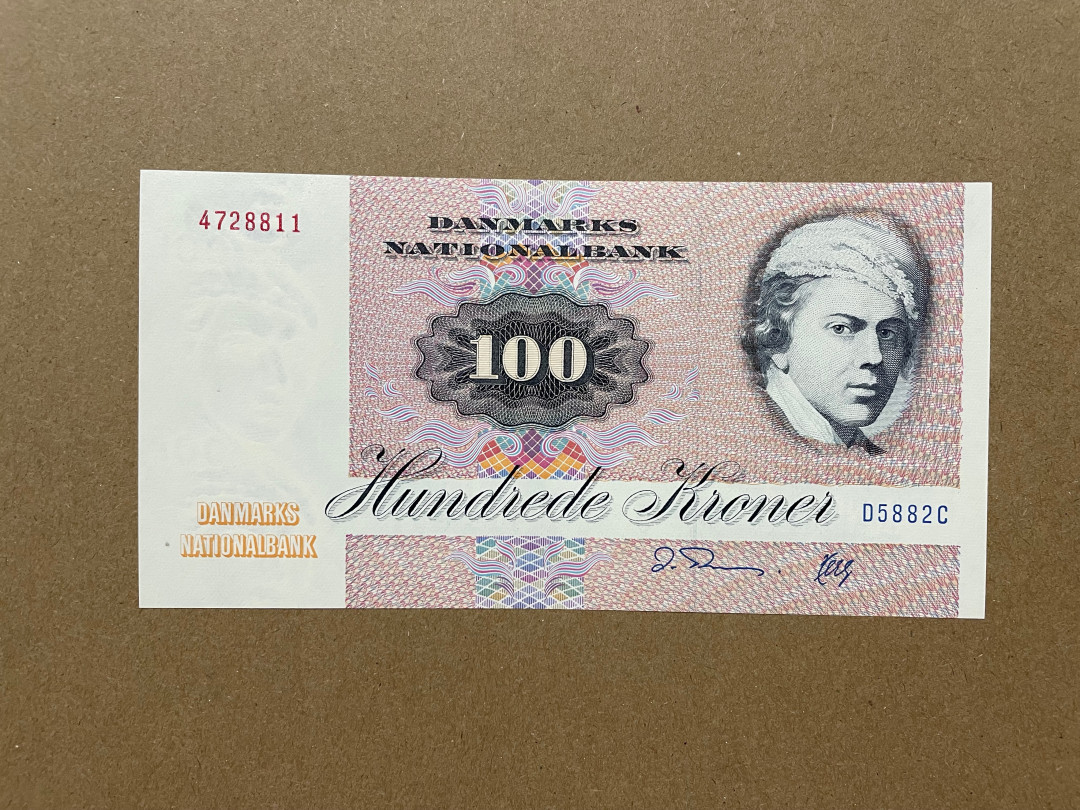 4728811
DANMARKS
NATIONALBANK
100
Hundrede Kroner
D5882C
DANMARKS
NATIONALBANK